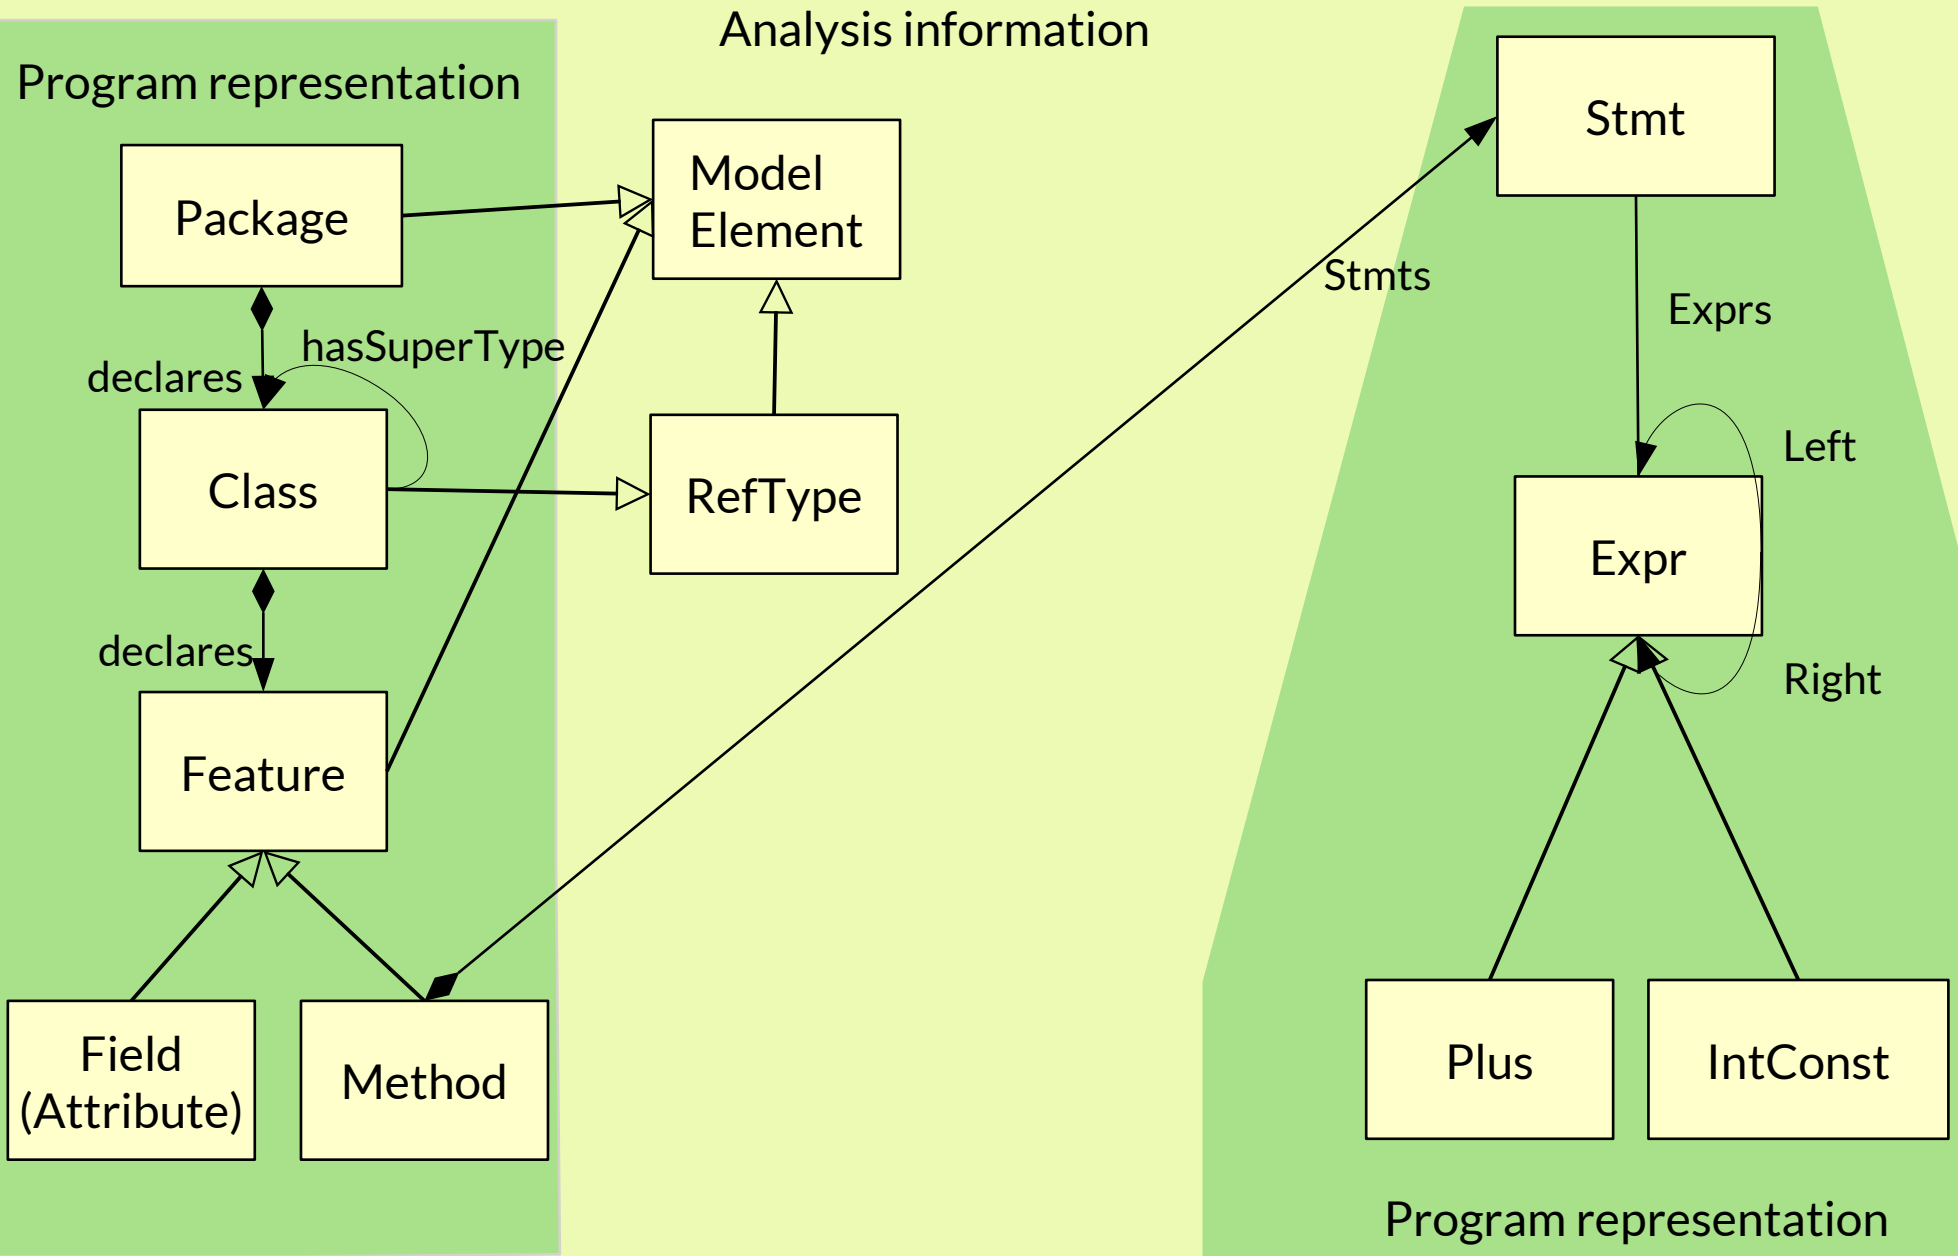 Analysis information
Program representation
Package
Model
Element
Stmt
Stmts
Exprs
hasSuperType
declares
Class
RefType
Left
Expr
Right
declares
Feature
Field
(Attribute)
Method
Plus
IntConst
Program representation